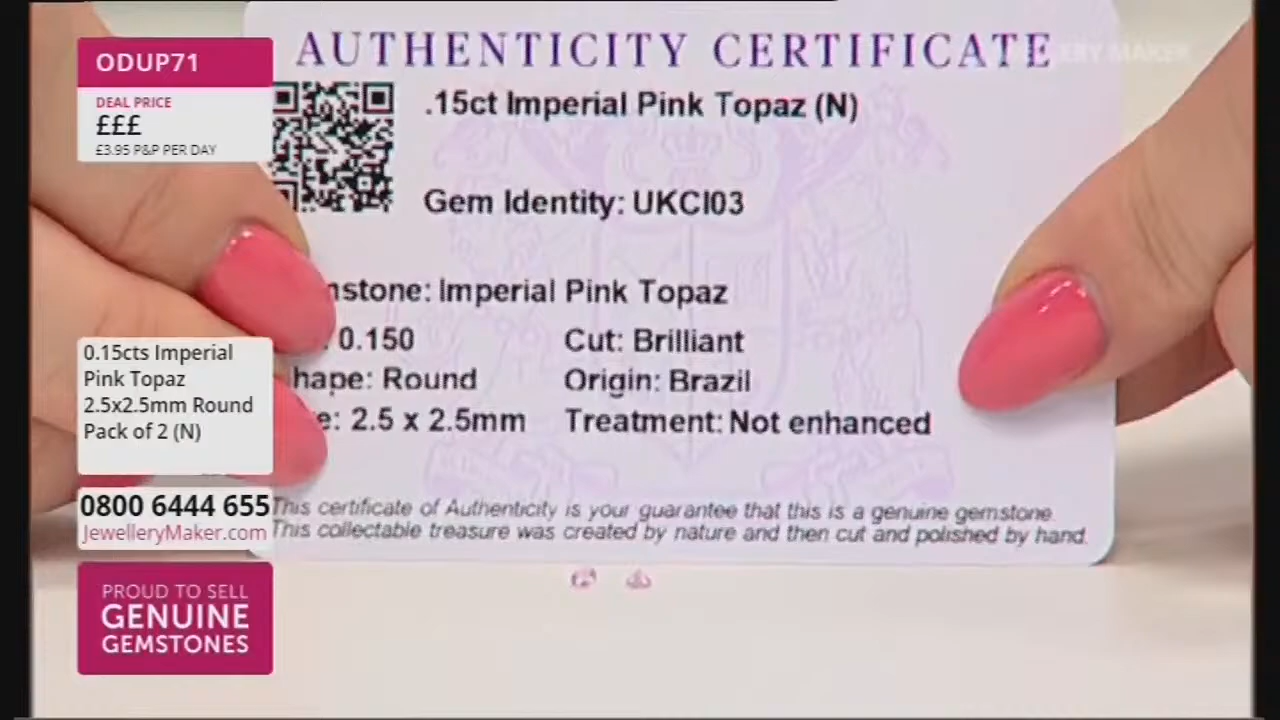 AUTHENTICITY CERTIFICATE
JEWELLERY MAKER
ODUP71
DEAL PRICE
£££
£3.95 P&P PER DAY
.15ct Imperial Pink Topaz (N)
Gem Identity: UKCI03
mstone: Imperial Pink Topaz
0.150 Cut: Brilliant
hape: Round Origin: Brazil
e: 2.5 x 2.5mm Treatment: Not enhanced
This certificate of Authenticity is your guarantee that this is a genuine gemstone.
This collectable treasure was created by nature and then cut and polished by hand.
0.15cts Imperial
Pink Topaz
2.5x2.5mm Round
Pack of 2 (N)
0800 6444 655
JewelleryMaker.com
PROUD TO SELL
GENUINE
GEMSTONES